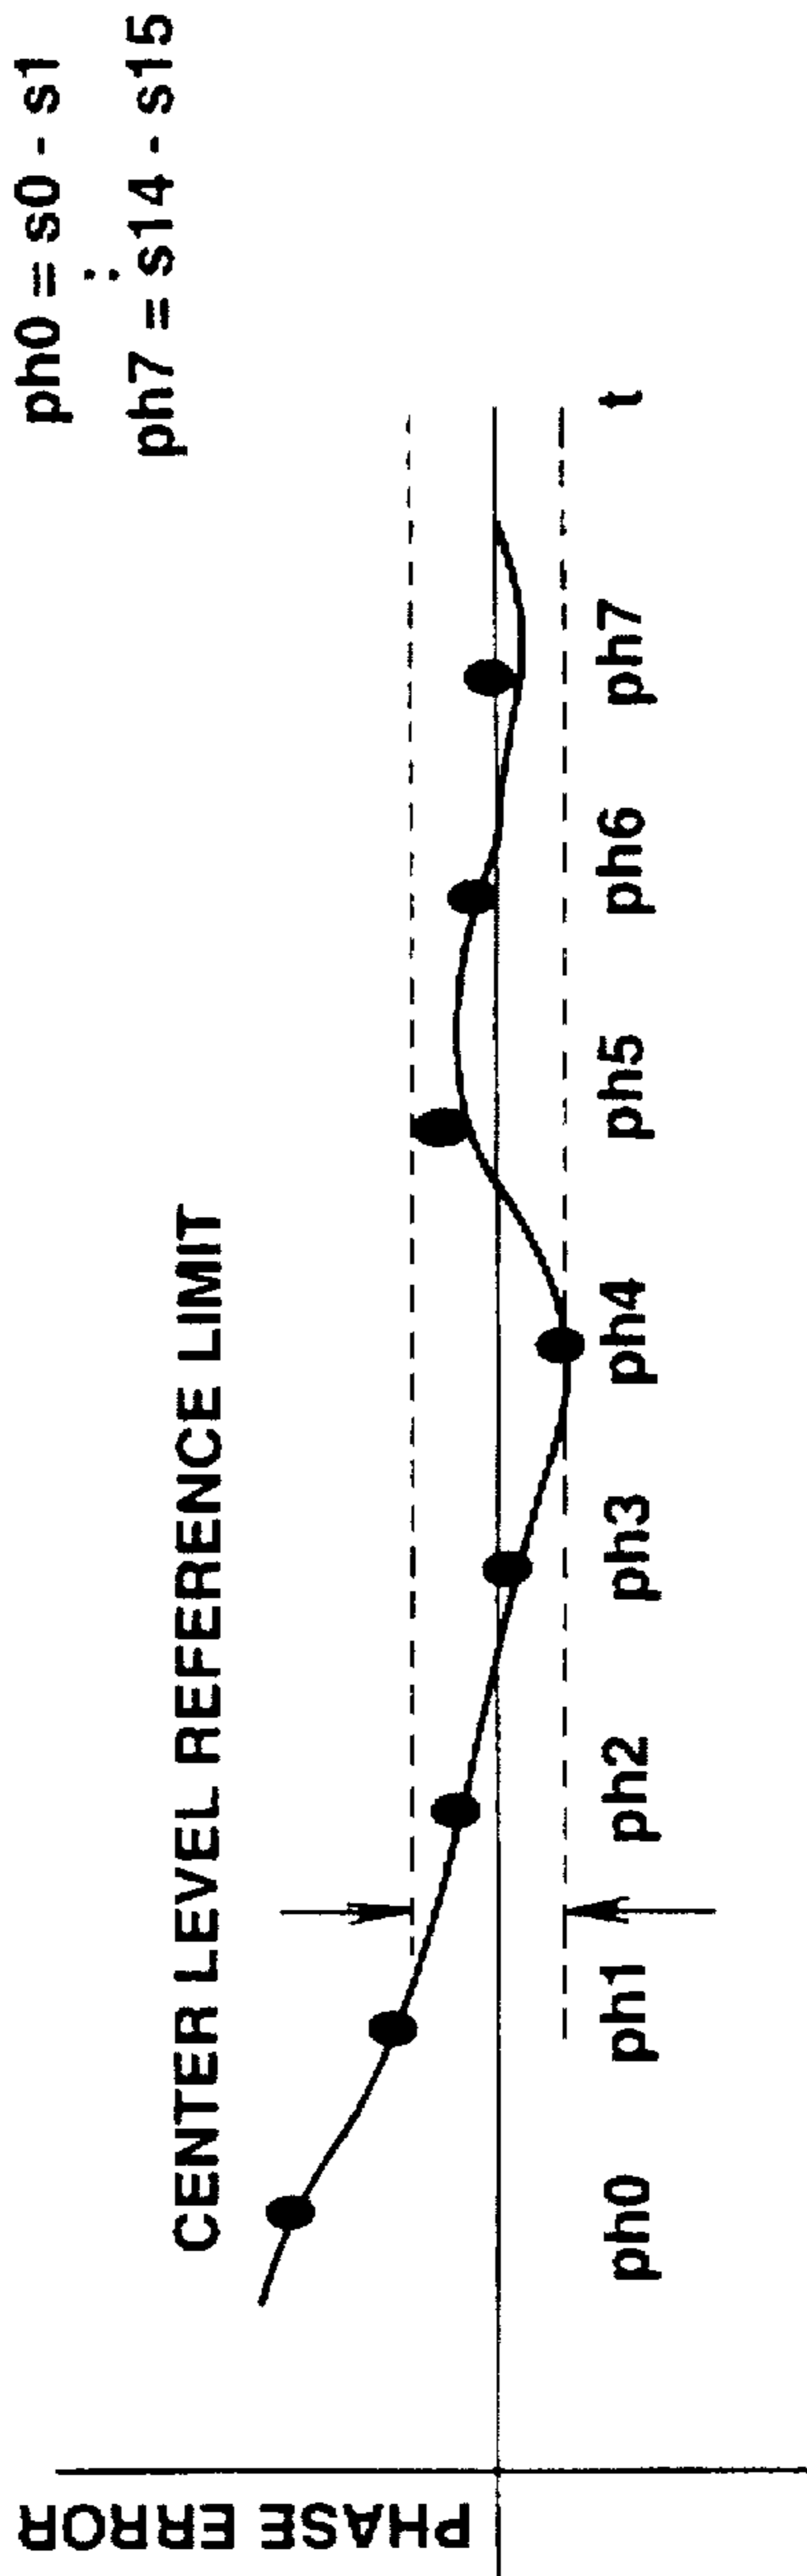 ph0 = s0 - s1
:
ph7 = s14 - s15
CENTER LEVEL REFERENCE LIMIT
PHASE ERROR
ph0 ph1 ph2 ph3 ph4 ph5 ph6 ph7 t